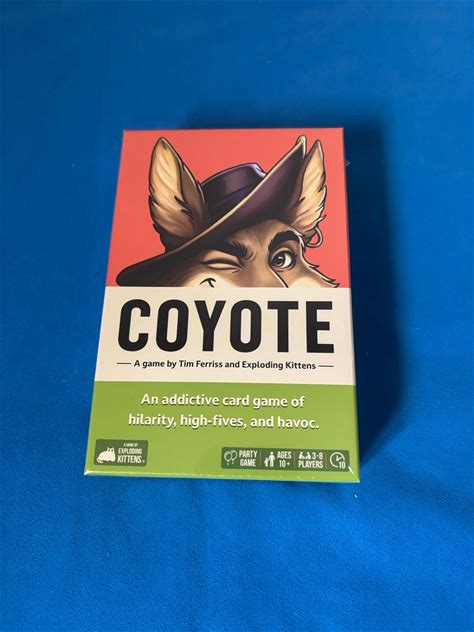 COYOTE
A game by Tim Ferriss and Exploding Kittens
An addictive card game of
hilarity, high-fives, and havoc.
A GAME BY
EXPLODING
KITTENS
PARTY
GAME
AGES
10+
3-8
PLAYERS
10